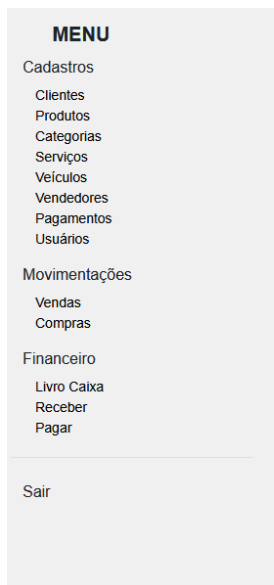 MENU
Cadastros
Clientes
Produtos
Categorias
Serviços
Veículos
Vendedores
Pagamentos
Usuários
Movimentações
Vendas
Compras
Financeiro
Livro Caixa
Receber
Pagar
Sair